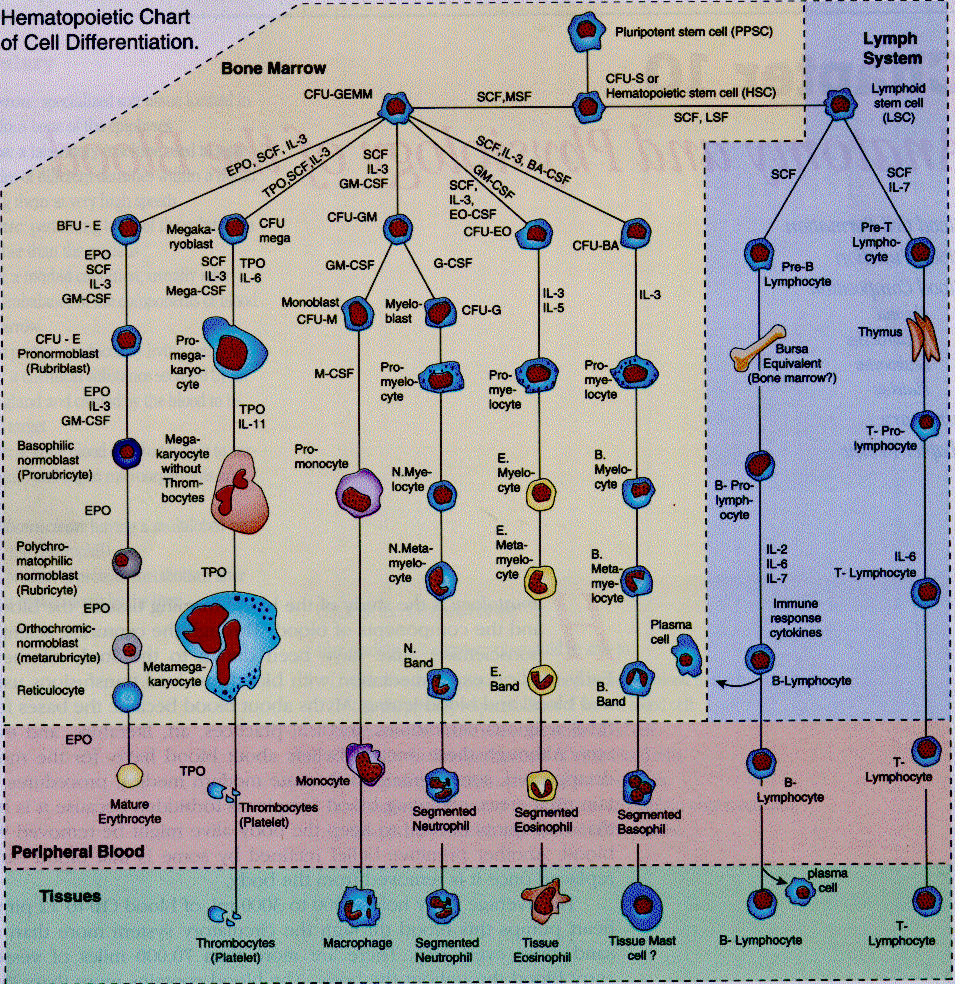 Hematopoietic Chart
of Cell Differentiation.
Bone Marrow
Lymph
System
Pluripotent stem cell (PPSC)
CFU-S or
Hematopoietic stem cell (HSC)
Lymphoid
stem cell
(LSC)
CFU-GEMM
SCF,MSF
SCF, LSF
EPO, SCF, IL-3
TPO,SCF,IL-3
SCF
IL-3
GM-CSF
SCF,
IL-3,
EO-CSF
GM-CSF
SCF,IL-3, BA-CSF
SCF
SCF
IL-7
BFU - E
Megaka-
ryoblast
CFU
mega
CFU-GM
CFU-EO
CFU-BA
Pre-B
Lymphocyte
Pre-T
Lympho-
cyte
EPO
SCF
IL-3
GM-CSF
SCF
IL-3
Mega-CSF
TPO
IL-6
GM-CSF
G-CSF
IL-3
IL-5
IL-3
Monoblast
CFU-M
Myelo-
blast
CFU-G
CFU - E
Pronormoblast
(Rubriblast)
Pro-
mega-
karyo-
cyte
M-CSF
Pro-
myelo-
cyte
Pro-
mye-
locyte
Pro-
mye-
locyte
Bursa
Equivalent
(Bone marrow?)
Thymus
EPO
IL-3
GM-CSF
TPO
IL-11
Basophilic
normoblast
(Prorubricyte)
Mega-
karyocyte
without
Throm-
bocytes
Pro-
monocyte
N.Mye-
locyte
E.
Myelo-
cyte
B.
Myelo-
cyte
B- Pro-
lymph-
ocyte
T- Pro-
lymphocyte
EPO
Polychro-
matophilic
normoblast
(Rubricyte)
TPO
N.Meta-
myelo-
cyte
E.
Meta-
myelo-
cyte
B.
Meta-
mye-
locyte
IL-2
IL-6
IL-7
IL-6
T- Lymphocyte
EPO
Orthochromic-
normoblast
(metarubricyte)
Metamega-
karyocyte
N.
Band
E.
Band
B.
Band
Plasma
cell
Immune
response
cytokines
B-Lymphocyte
Reticulocyte
EPO
TPO
Mature
Erythrocyte
Thrombocytes
(Platelet)
Monocyte
Segmented
Neutrophil
Segmented
Eosinophil
Segmented
Basophil
B-
Lymphocyte
T-
Lymphocyte
Peripheral Blood
Tissues
Thrombocytes
(Platelet)
Macrophage
Segmented
Neutrophil
Tissue
Eosinophil
Tissue Mast
cell ?
plasma
cell
B- Lymphocyte
T-
Lymphocyte